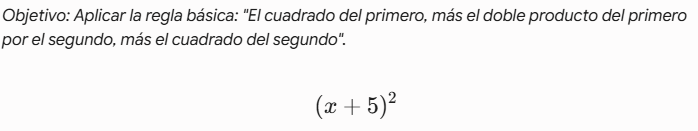 Objetivo: Aplicar la regla básica: "El cuadrado del primero, más el doble producto del primero
por el segundo, más el cuadrado del segundo".
(x + 5)²